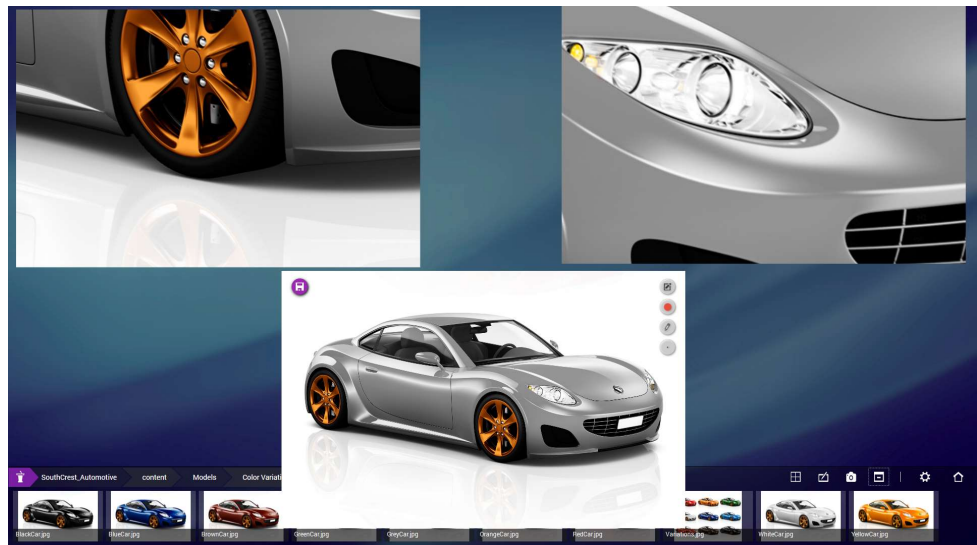 SouthCrest_Automotive
content
Models
Color Variati
BlackCar.jpg
BlueCar.jpg
BrownCar.jpg
GreenCar.jpg
GreyCar.jpg
OrangeCar.jpg
RedCar.jpg
Variations.jpg
WhiteCar.jpg
YellowCar.jpg